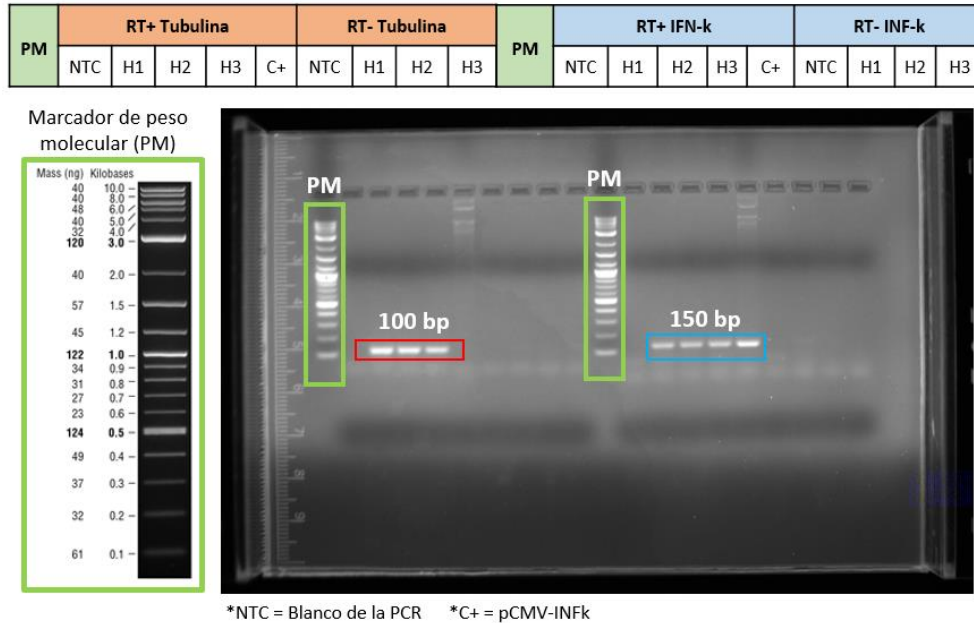 PM RT+ Tubulina RT- Tubulina PM RT+ IFN-k RT- INF-k
NTC H1 H2 H3 C+ NTC H1 H2 H3 NTC H1 H2 H3 C+ NTC H1 H2 H3
Marcador de peso
molecular (PM)
Mass (ng) Kilobases
40 10.0
40 8.0
48 6.0
40 5.0
32 4.0
120 3.0
40 2.0
57 1.5
45 1.2
122 1.0
34 0.9
31 0.8
27 0.7
23 0.6
124 0.5
49 0.4
37 0.3
32 0.2
61 0.1
PM
100 bp
PM
150 bp
*NTC = Blanco de la PCR *C+ = pCMV-INFk